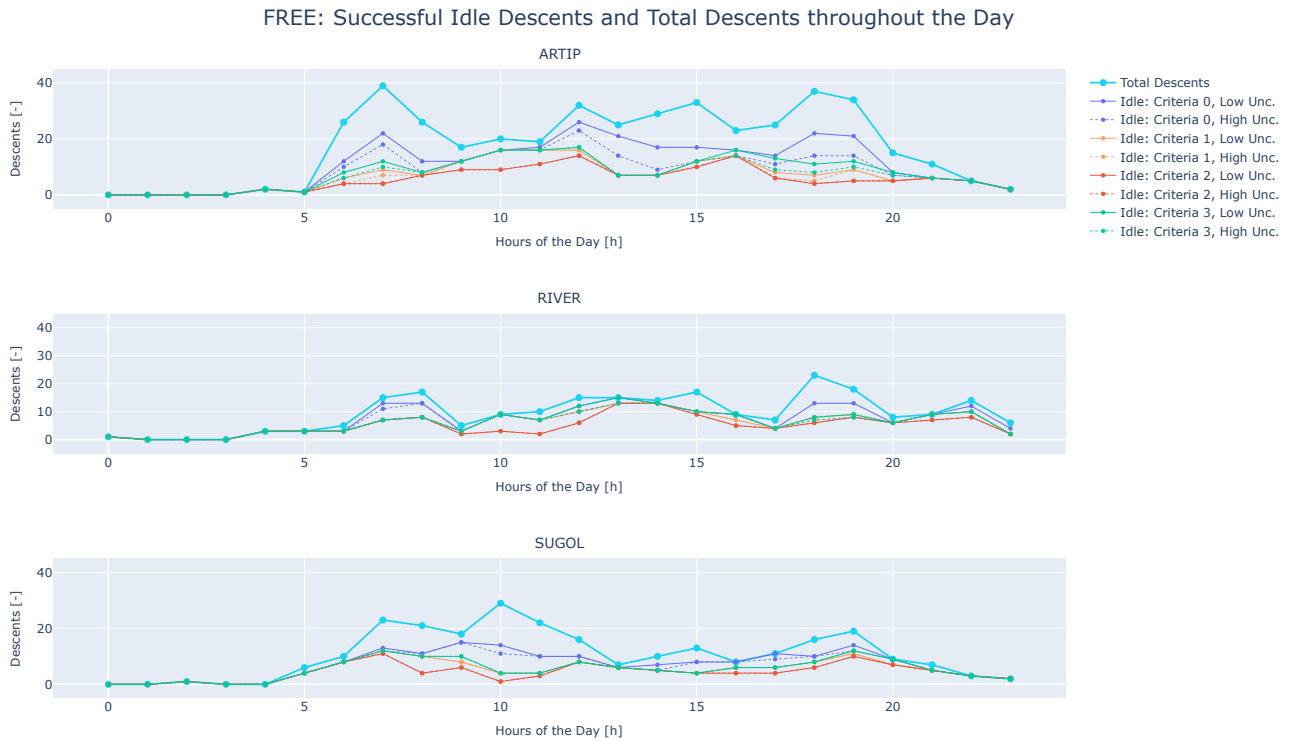 FREE: Successful Idle Descents and Total Descents throughout the Day
ARTIP
Descents [-]
40
20
0
0 5 10 15 20
Hours of the Day [h]
Total Descents
Idle: Criteria 0, Low Unc.
Idle: Criteria 0, High Unc.
Idle: Criteria 1, Low Unc.
Idle: Criteria 1, High Unc.
Idle: Criteria 2, Low Unc.
Idle: Criteria 2, High Unc.
Idle: Criteria 3, Low Unc.
Idle: Criteria 3, High Unc.
RIVER
Descents [-]
40
30
20
10
0
0 5 10 15 20
Hours of the Day [h]
SUGOL
Descents [-]
40
20
0
0 5 10 15 20
Hours of the Day [h]